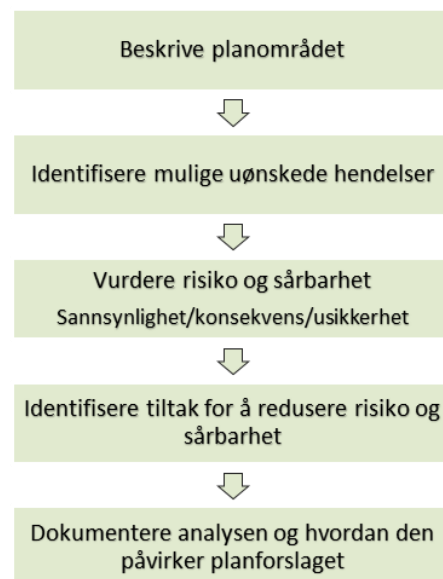 Beskrive planområdet
Identifisere mulige uønskede hendelser
Vurdere risiko og sårbarhet
Sannsynlighet/konsekvens/usikkerhet
Identifisere tiltak for å redusere risiko og
sårbarhet
Dokumentere analysen og hvordan den
påvirker planforslaget